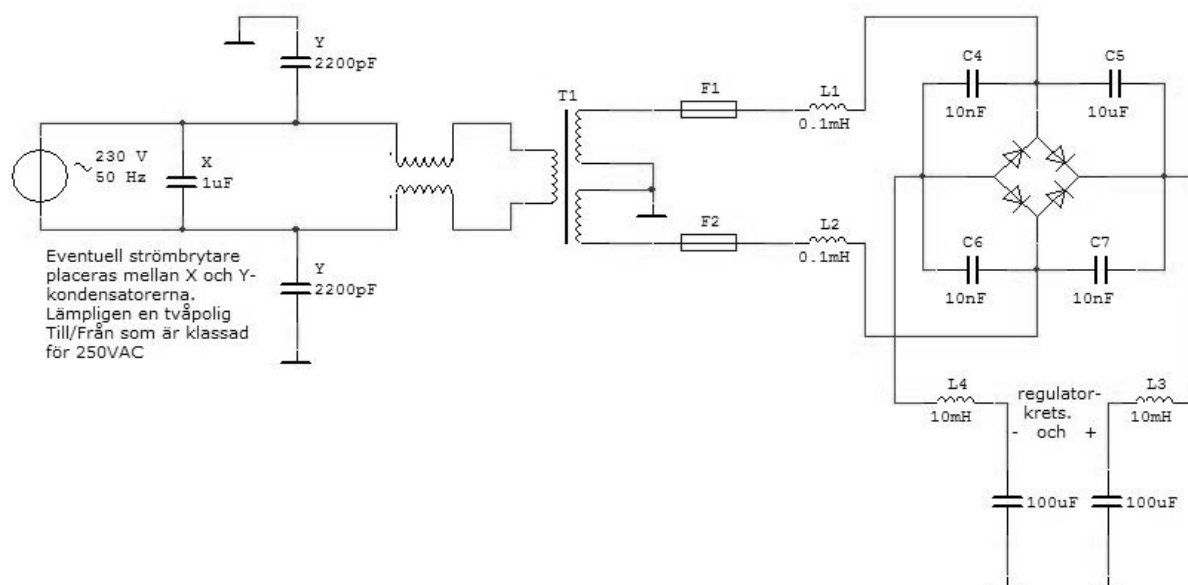 Y
2200pF
230 V
50 Hz
X
1uF
Y
2200pF
Eventuell strömbrytare
placeras mellan X och Y-
kondensatorerna.
Lämpligen en tvåpolig
Till/Från som är klassad
för 250VAC
T1
F1
L1
0.1mH
F2
L2
0.1mH
C4
10nF
C5
10uF
C6
10nF
C7
10nF
L4
10mH
regulator-
krets.
- och +
L3
10mH
100uF
100uF